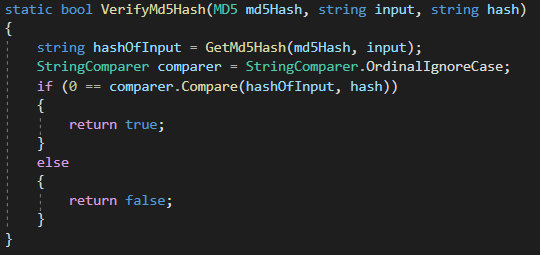 static bool VerifyMd5Hash(MD5 md5Hash, string input, string hash)
{
    string hashOfInput = GetMd5Hash(md5Hash, input);
    StringComparer comparer = StringComparer.OrdinalIgnoreCase;
    if (0 == comparer.Compare(hashOfInput, hash))
    {
        return true;
    }
    else
    {
        return false;
    }
}